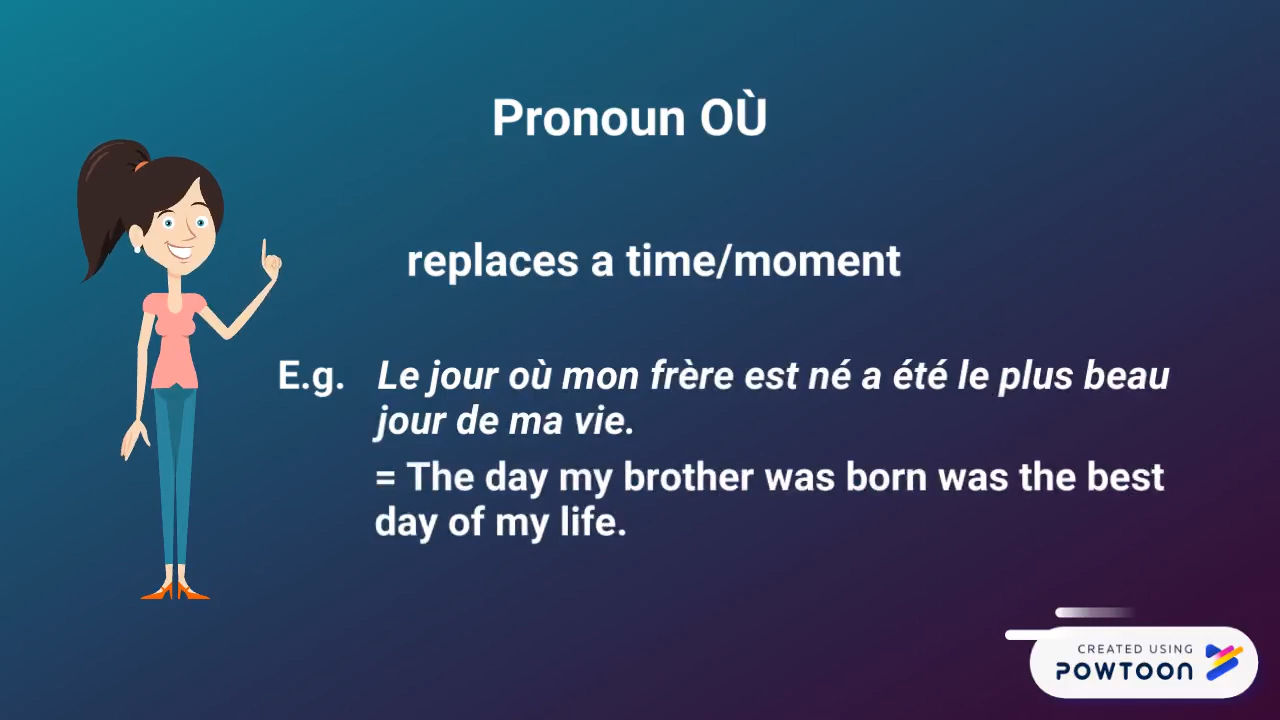 Pronoun OÙ
replaces a time/moment
E.g. Le jour où mon frère est né a été le plus beau
jour de ma vie.
= The day my brother was born was the best
day of my life.
CREATED USING
POWTOON